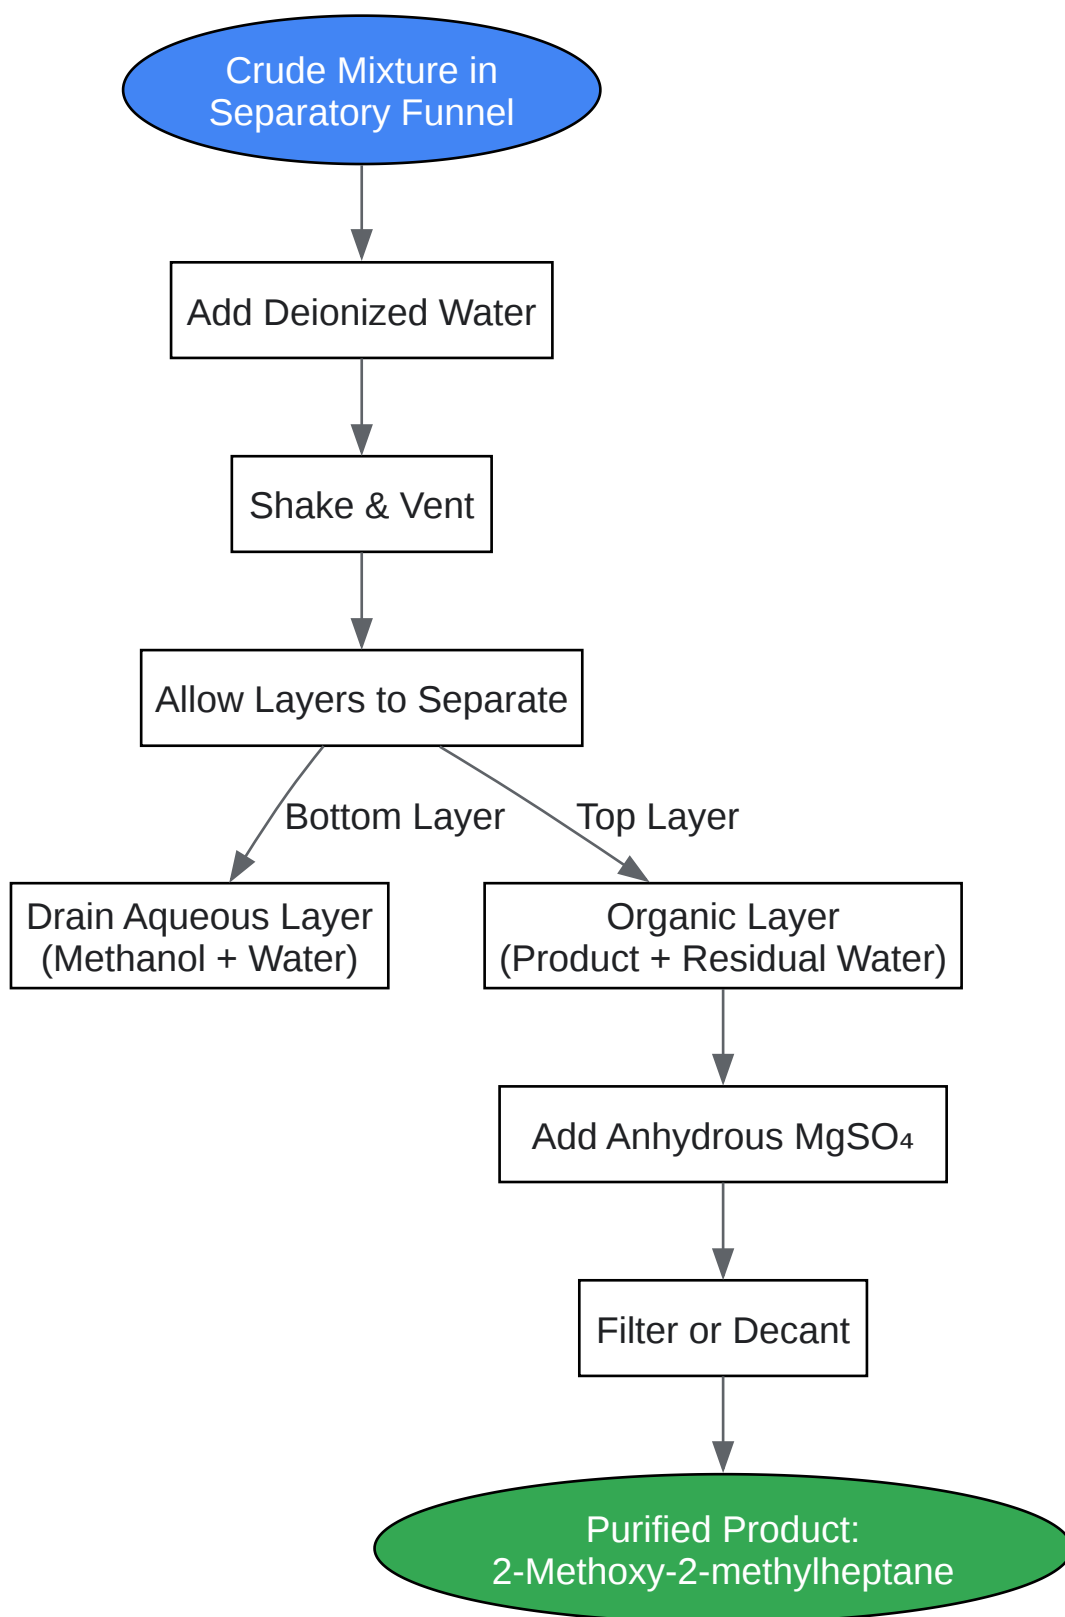 Crude Mixture in
Separatory Funnel
Add Deionized Water
Shake & Vent
Allow Layers to Separate
Bottom Layer
Top Layer
Drain Aqueous Layer
(Methanol + Water)
Organic Layer
(Product + Residual Water)
Add Anhydrous MgSO₄
Filter or Decant
Purified Product:
2-Methoxy-2-methylheptane